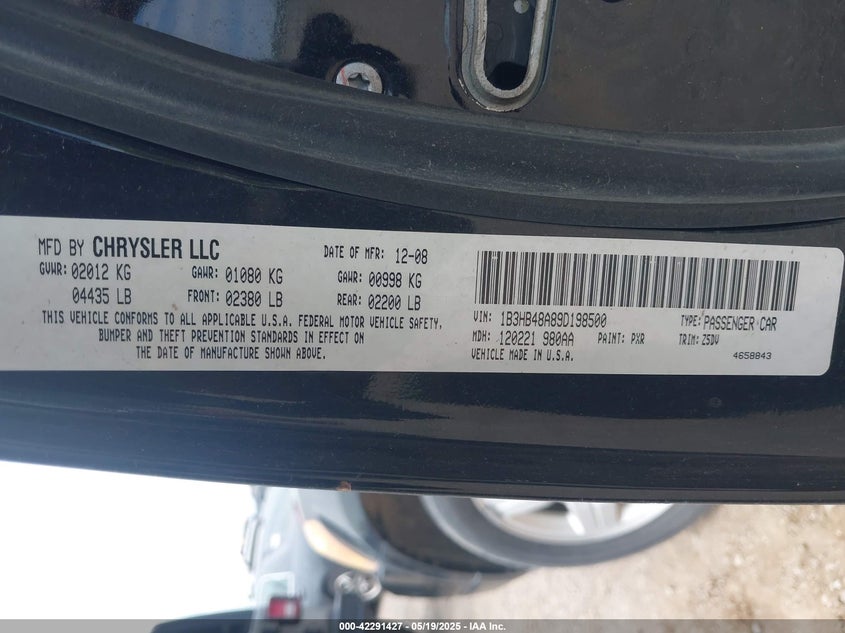 MFD BY CHRYSLER LLC DATE OF MFR: 12-08
GVWR: 02012 KG GAWR: 01080 KG GAWR: 00998 KG
04435 LB FRONT: 02380 LB REAR: 02200 LB
THIS VEHICLE CONFORMS TO ALL APPLICABLE U.S.A. FEDERAL MOTOR VEHICLE SAFETY,
BUMPER AND THEFT PREVENTION STANDARDS IN EFFECT ON
THE DATE OF MANUFACTURE SHOWN ABOVE.
VIN: 1B3HB48A89D198500 TYPE: PASSENGER CAR
MDH: 120221 980AA PAINT: PXR TRIM: Z5DV
VEHICLE MADE IN U.S.A. 4658843
000-42291427 - 05/19/2025 - IAA Inc.